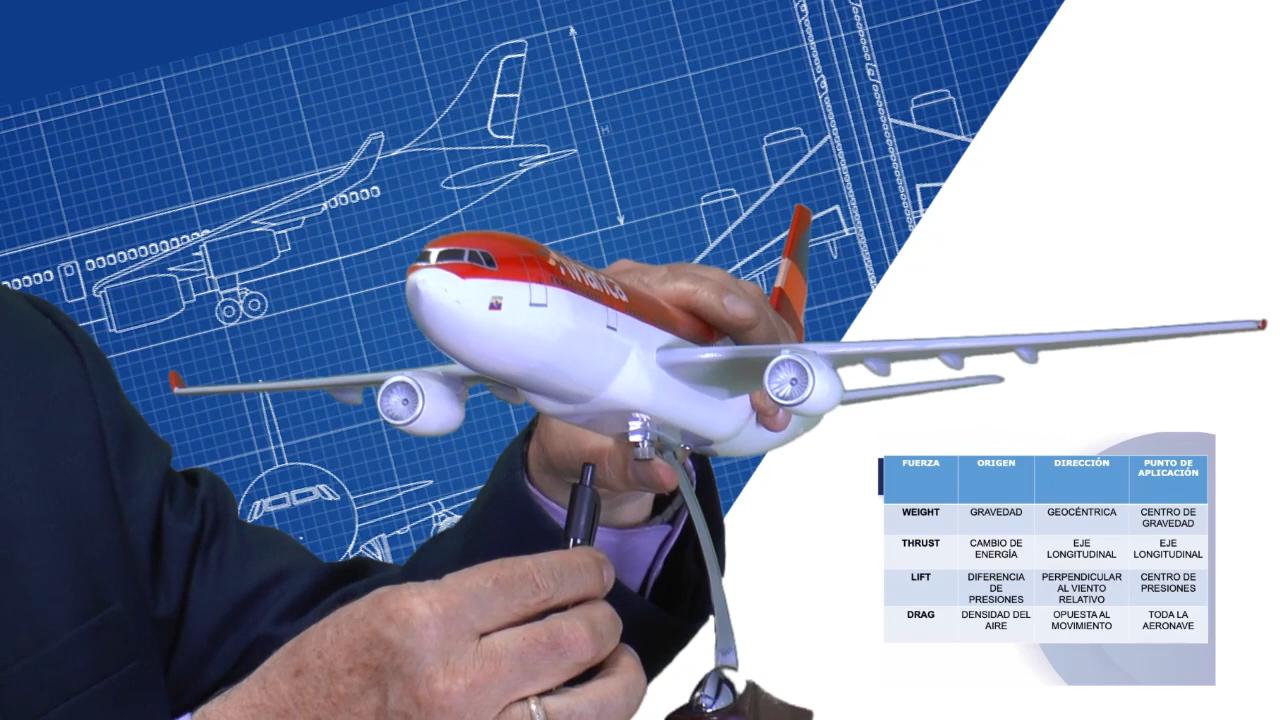 H
Avianca
FUERZA ORIGEN DIRECCIÓN PUNTO DE
APLICACIÓN
WEIGHT GRAVEDAD GEOCÉNTRICA CENTRO DE
GRAVEDAD
THRUST CAMBIO DE EJE EJE
ENERGÍA LONGITUDINAL LONGITUDINAL
LIFT DIFERENCIA PERPENDICULAR CENTRO DE
DE AL VIENTO PRESIONES
PRESIONES RELATIVO
DRAG DENSIDAD DEL OPUESTA AL TODA LA
AIRE MOVIMIENTO AERONAVE